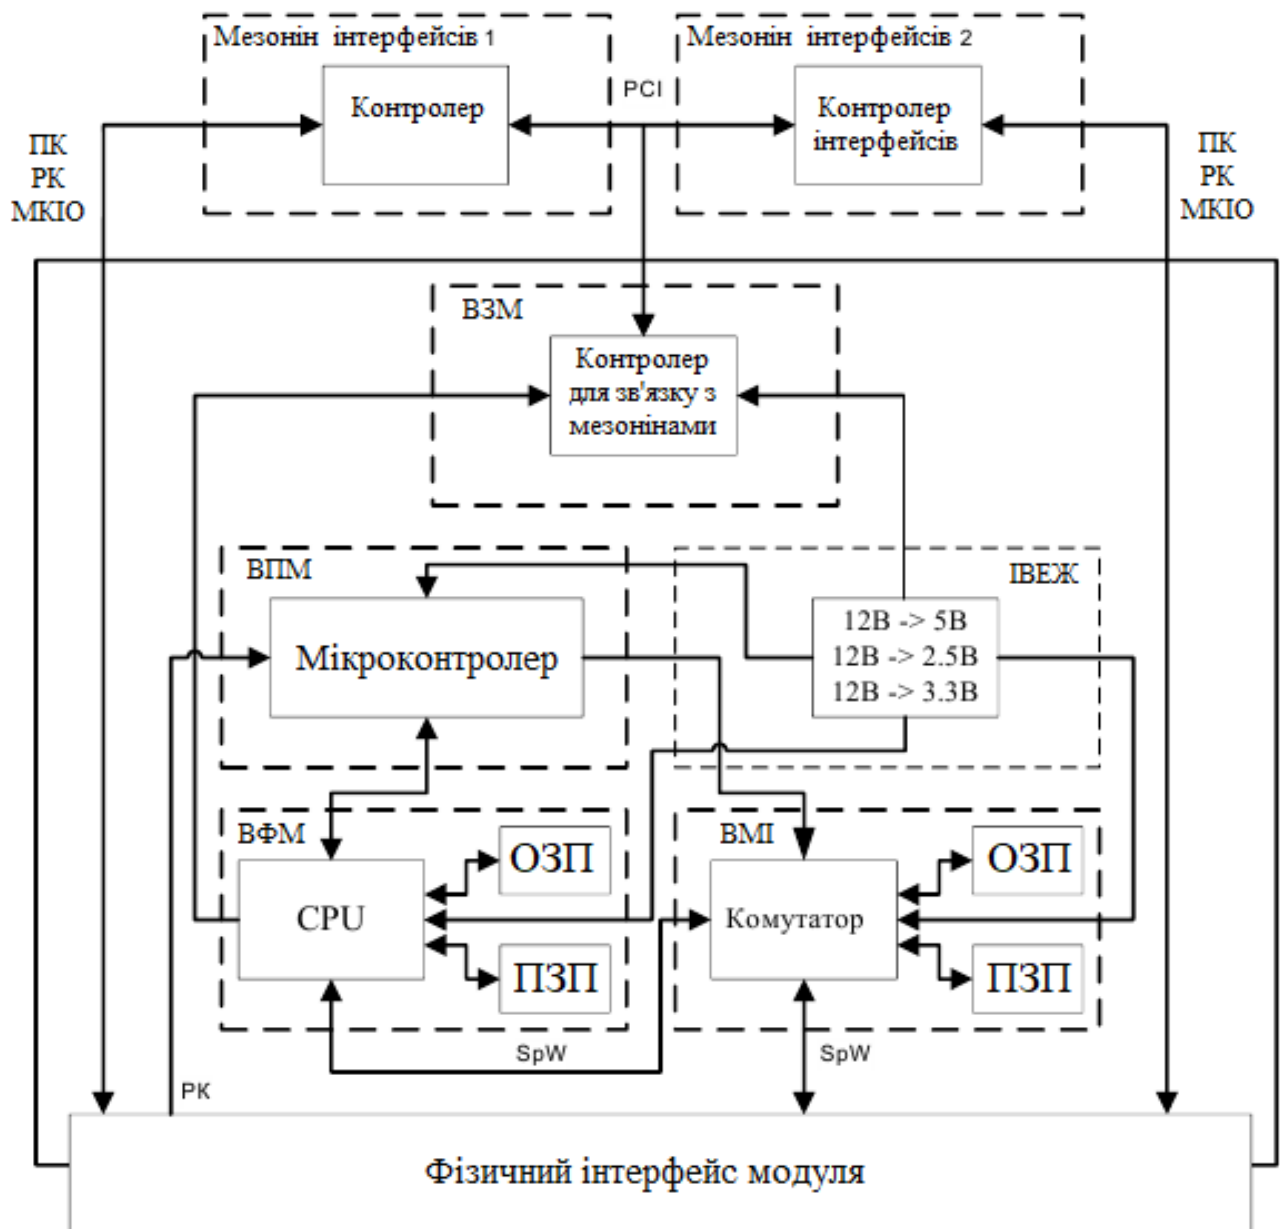 Мезонін інтерфейсів 1
Мезонін інтерфейсів 2
Контролер
PCI
Контролер
інтерфейсів
ПК
РК
МКІО
ПК
РК
МКІО
ВЗМ
Контролер
для зв'язку з
мезонінами
ВПМ
Мікроконтролер
ІВЕЖ
12В -> 5В
12В -> 2.5В
12В -> 3.3В
ВФМ
CPU
ОЗП
ПЗП
ВМІ
Комутатор
ОЗП
ПЗП
SpW
SpW
РК
Фізичний інтерфейс модуля